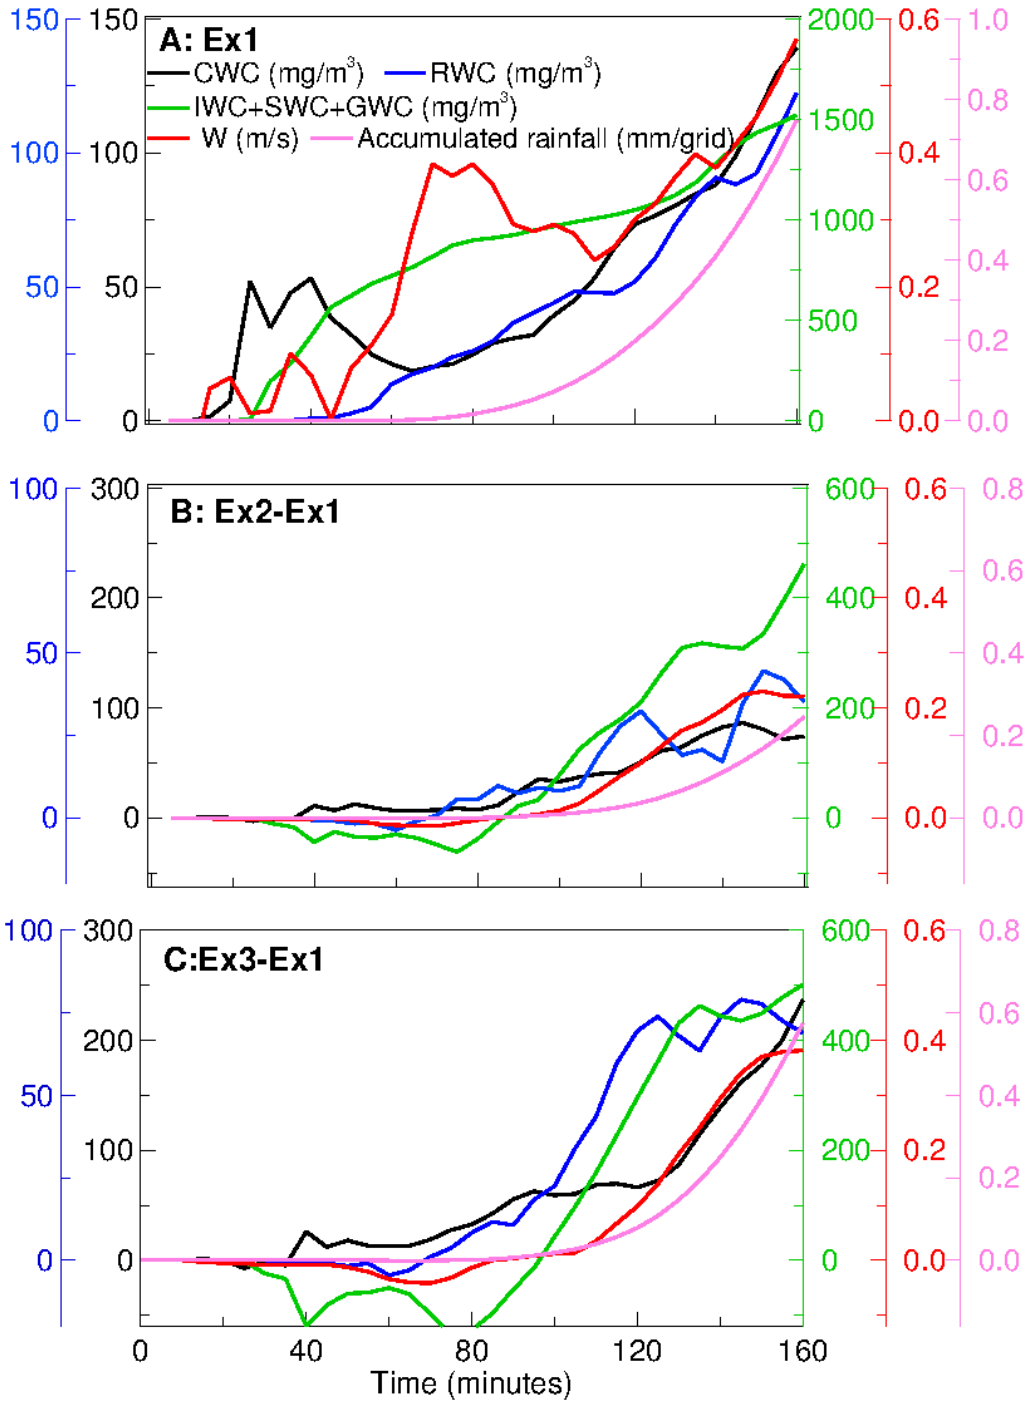 150 150 2000 0.6 1.0
A: Ex1
CWC (mg/m³) RWC (mg/m³)
0.8
IWC+SWC+GWC (mg/m³) 1500
W (m/s) Accumulated rainfall (mm/grid)
100 100 0.4
0.6
1000
50 50 0.2 0.4
500
0.2
0 0 0 0.0 0.0
100 300 600 0.6 0.8
B: Ex2-Ex1
200 400 0.4 0.6
50 0.4
100 200 0.2
0.2
0 0 0 0.0 0.0
100 300 600 0.6 0.8
C:Ex3-Ex1
0.6
200 400 0.4
50 0.4
100 200 0.2
0.2
0 0 0 0.0 0.0
0 40 80 120 160
Time (minutes)